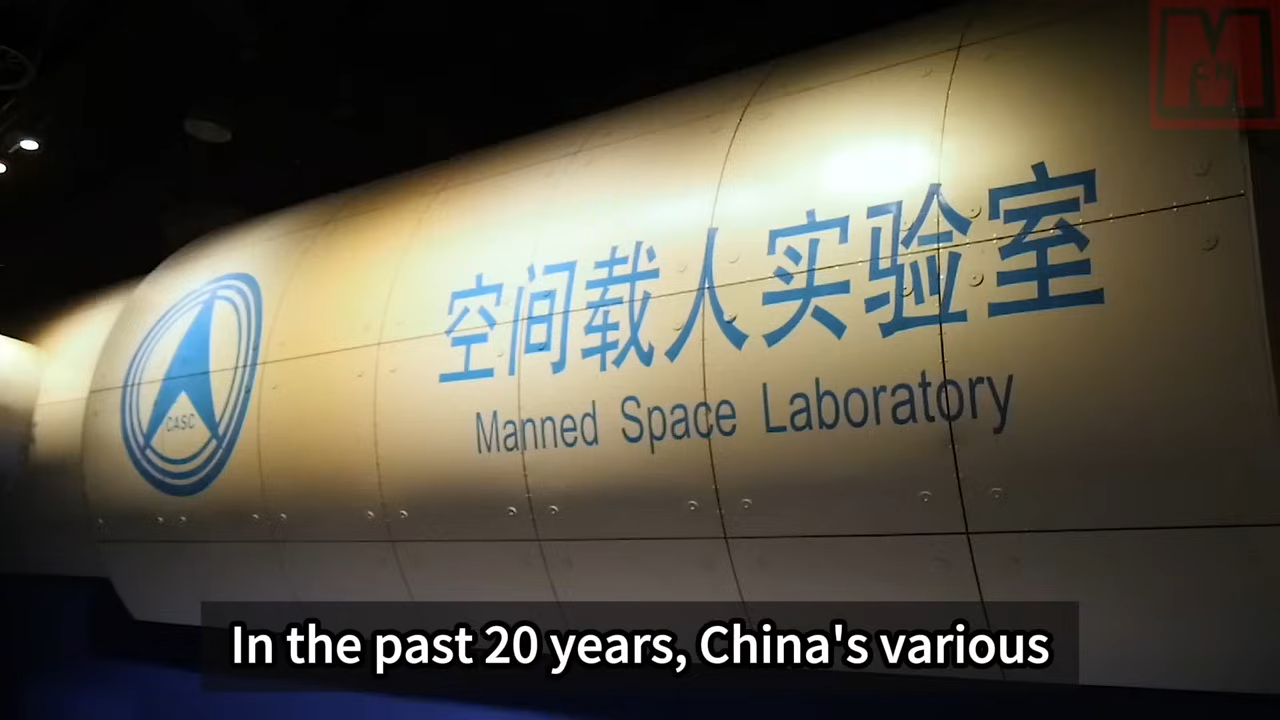 空间载人实验室
Manned Space Laboratory
CASC
In the past 20 years, China's various